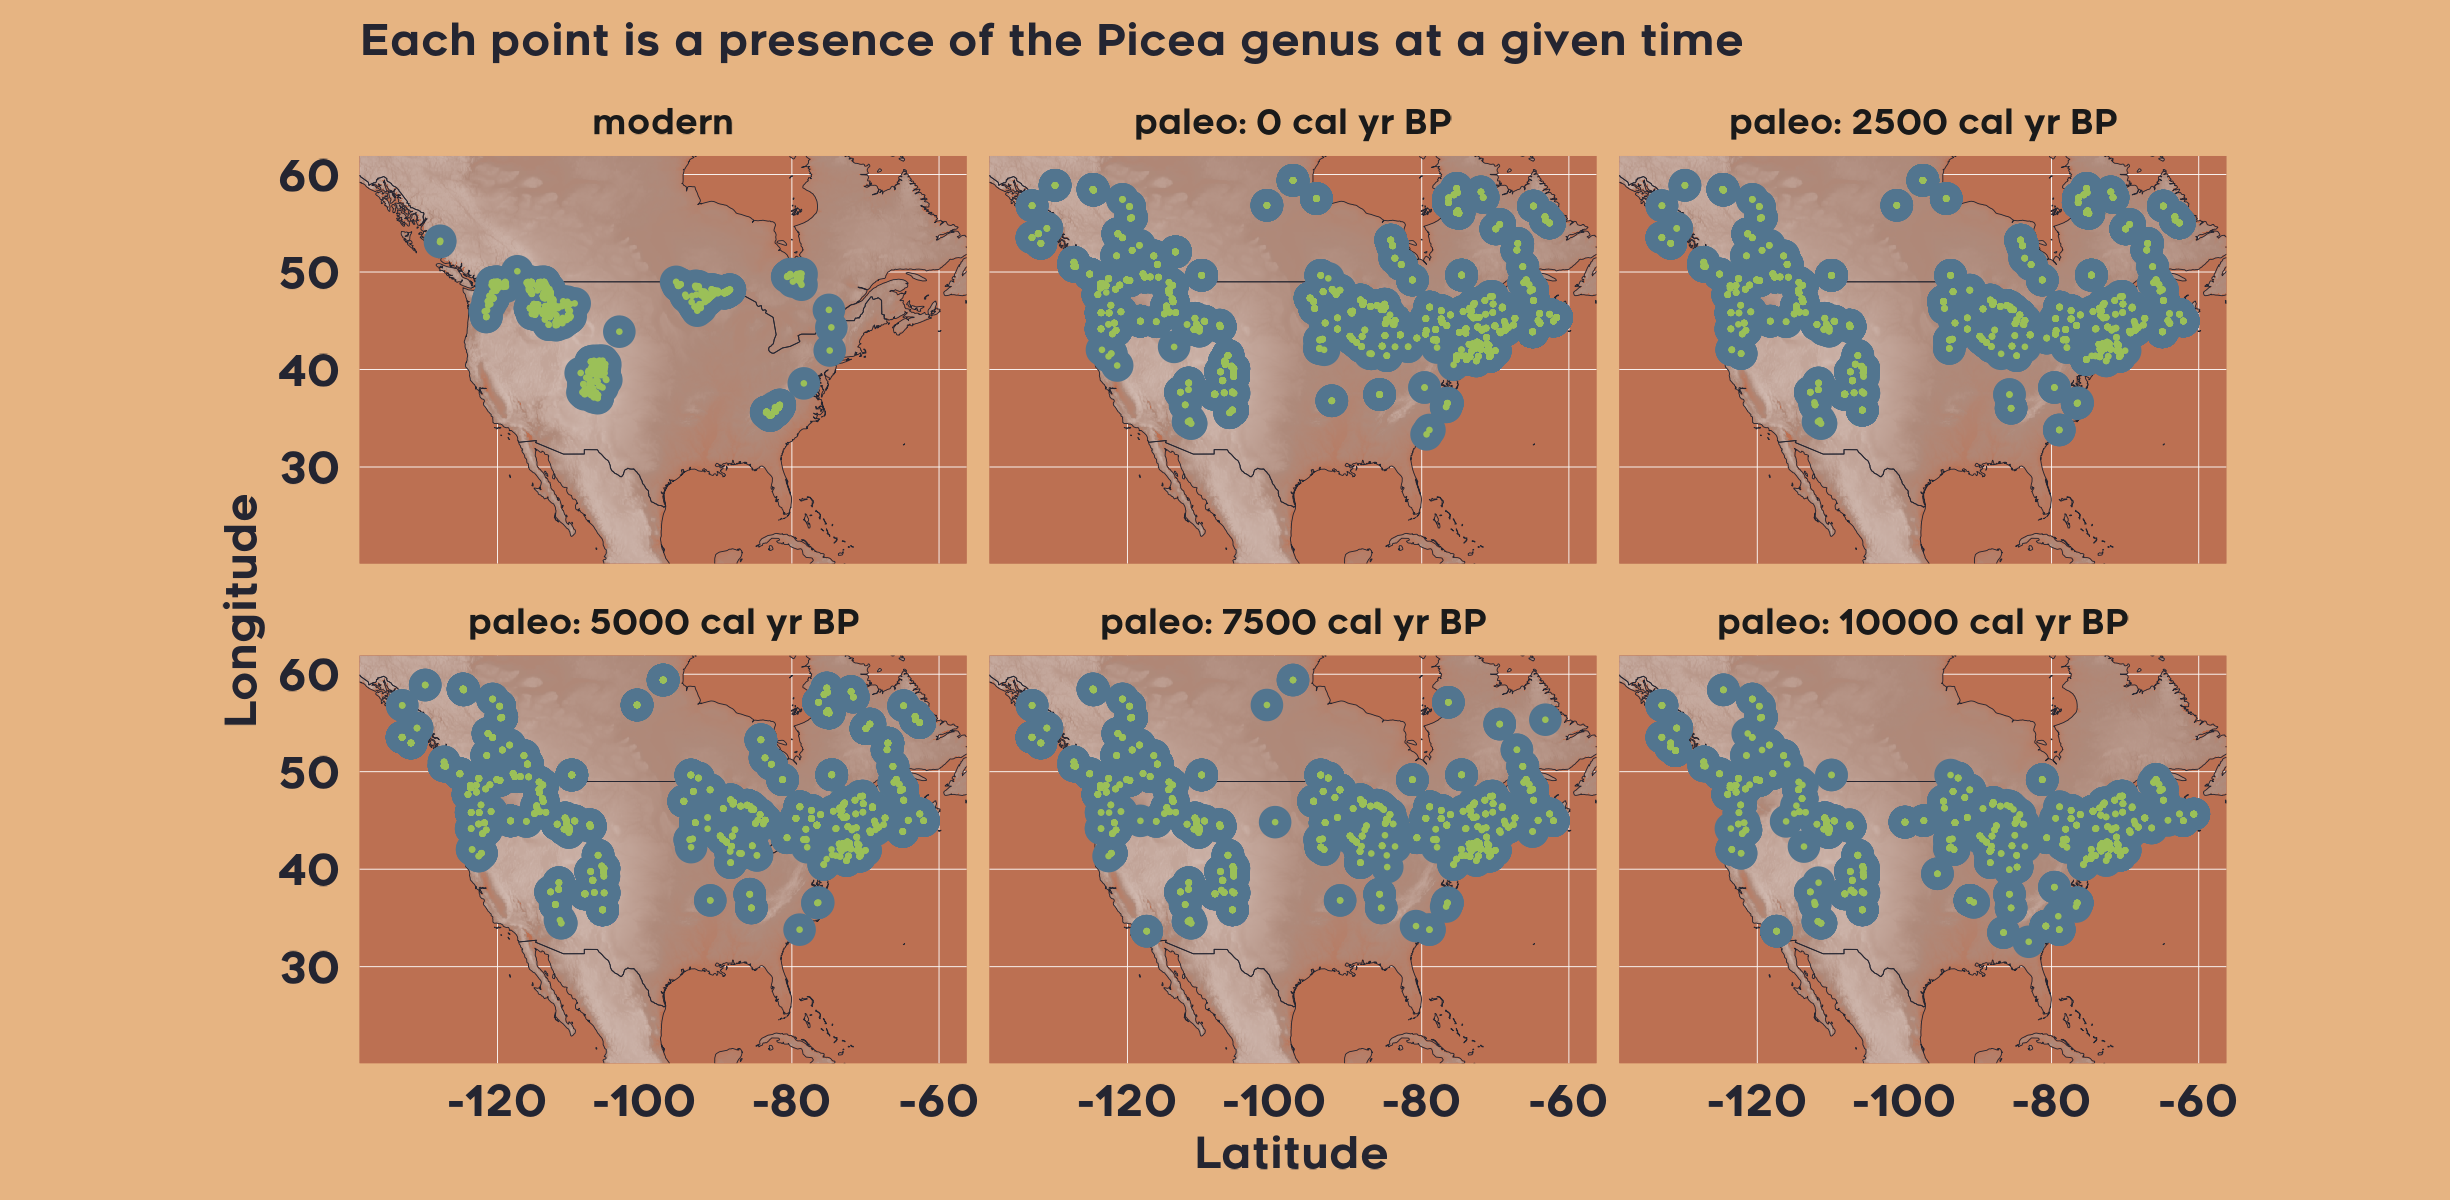 Each point is a presence of the Picea genus at a given time
modern
paleo: 0 cal yr BP
paleo: 2500 cal yr BP
60
50
40
30
Longitude
paleo: 5000 cal yr BP
paleo: 7500 cal yr BP
paleo: 10000 cal yr BP
60
50
40
30
-120 -100 -80 -60
-120 -100 -80 -60
-120 -100 -80 -60
Latitude